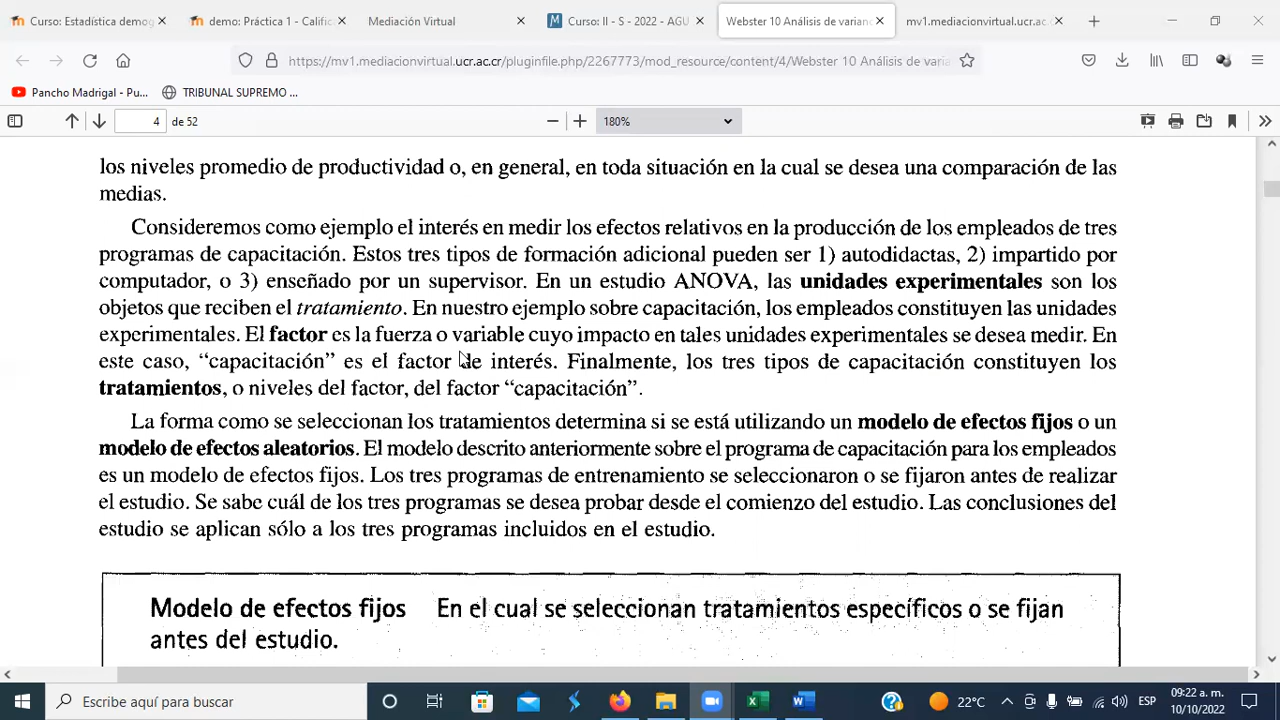 Curso: Estadística demog
demo: Práctica 1 - Calific
Mediación Virtual
Curso: II - S - 2022 - AGU
Webster 10 Análisis de varian
mv1.mediacionvirtual.ucr.ac.
https://mv1.mediacionvirtual.ucr.ac.cr/pluginfile.php/2267773/mod_resource/content/4/Webster 10 Análisis de varia
Pancho Madrigal - Pu...
TRIBUNAL SUPREMO ...
4 de 52
180%
los niveles promedio de productividad o, en general, en toda situación en la cual se desea una comparación de las
medias.
Consideremos como ejemplo el interés en medir los efectos relativos en la producción de los empleados de tres
programas de capacitación. Estos tres tipos de formación adicional pueden ser 1) autodidactas, 2) impartido por
computador, o 3) enseñado por un supervisor. En un estudio ANOVA, las unidades experimentales son los
objetos que reciben el tratamiento. En nuestro ejemplo sobre capacitación, los empleados constituyen las unidades
experimentales. El factor es la fuerza o variable cuyo impacto en tales unidades experimentales se desea medir. En
este caso, “capacitación” es el factor de interés. Finalmente, los tres tipos de capacitación constituyen los
tratamientos, o niveles del factor, del factor “capacitación”.
La forma como se seleccionan los tratamientos determina si se está utilizando un modelo de efectos fijos o un
modelo de efectos aleatorios. El modelo descrito anteriormente sobre el programa de capacitación para los empleados
es un modelo de efectos fijos. Los tres programas de entrenamiento se seleccionaron o se fijaron antes de realizar
el estudio. Se sabe cuál de los tres programas se desea probar desde el comienzo del estudio. Las conclusiones del
estudio se aplican sólo a los tres programas incluidos en el estudio.
Modelo de efectos fijos En el cual se seleccionan tratamientos específicos o se fijan
antes del estudio.
Escribe aquí para buscar
22°C
ESP
09:22 a. m.
10/10/2022